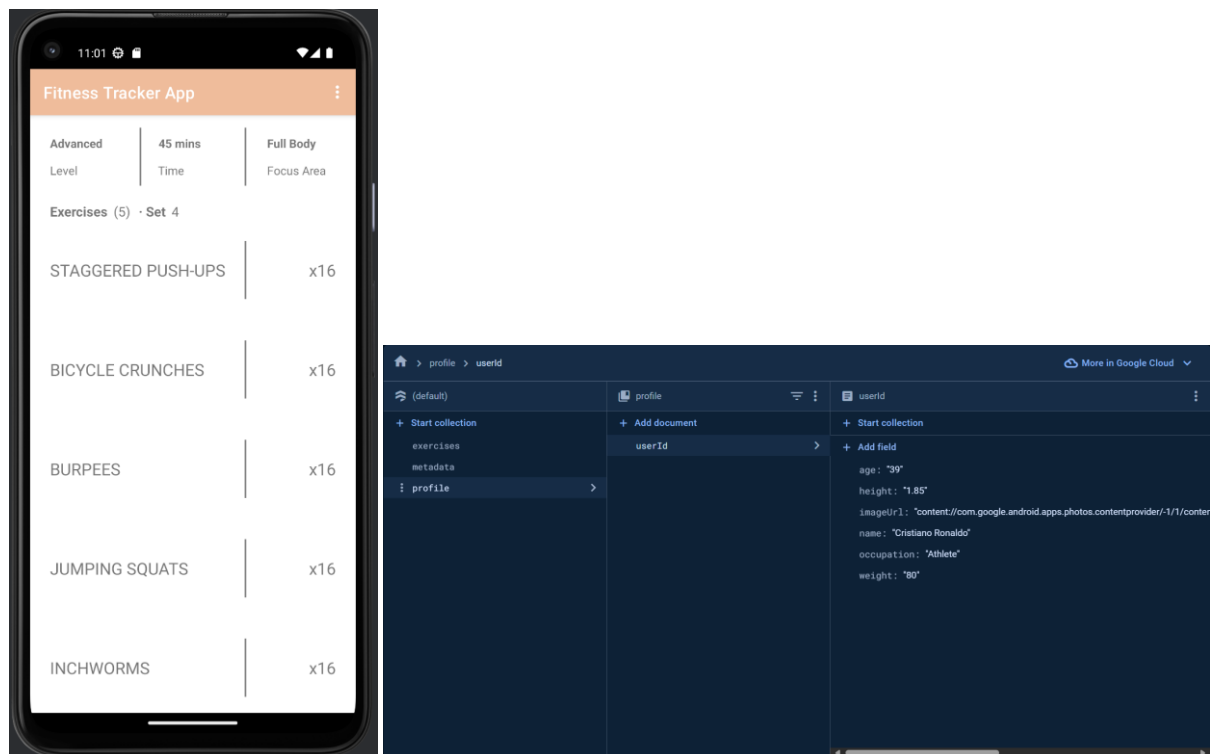 11:01
Fitness Tracker App
Advanced 45 mins Full Body
Level Time Focus Area
Exercises (5) · Set 4
STAGGERED PUSH-UPS x16
BICYCLE CRUNCHES x16
BURPEES x16
JUMPING SQUATS x16
INCHWORMS x16
profile > userId
More in Google Cloud
(default)
+ Start collection
exercises
metadata
profile
profile
+ Add document
userId
userId
+ Start collection
+ Add field
age: "39"
height: "1.85"
imageUrl: "content://com.google.android.apps.photos.contentprovider/-1/1/conter
name: "Cristiano Ronaldo"
occupation: "Athlete"
weight: "80"